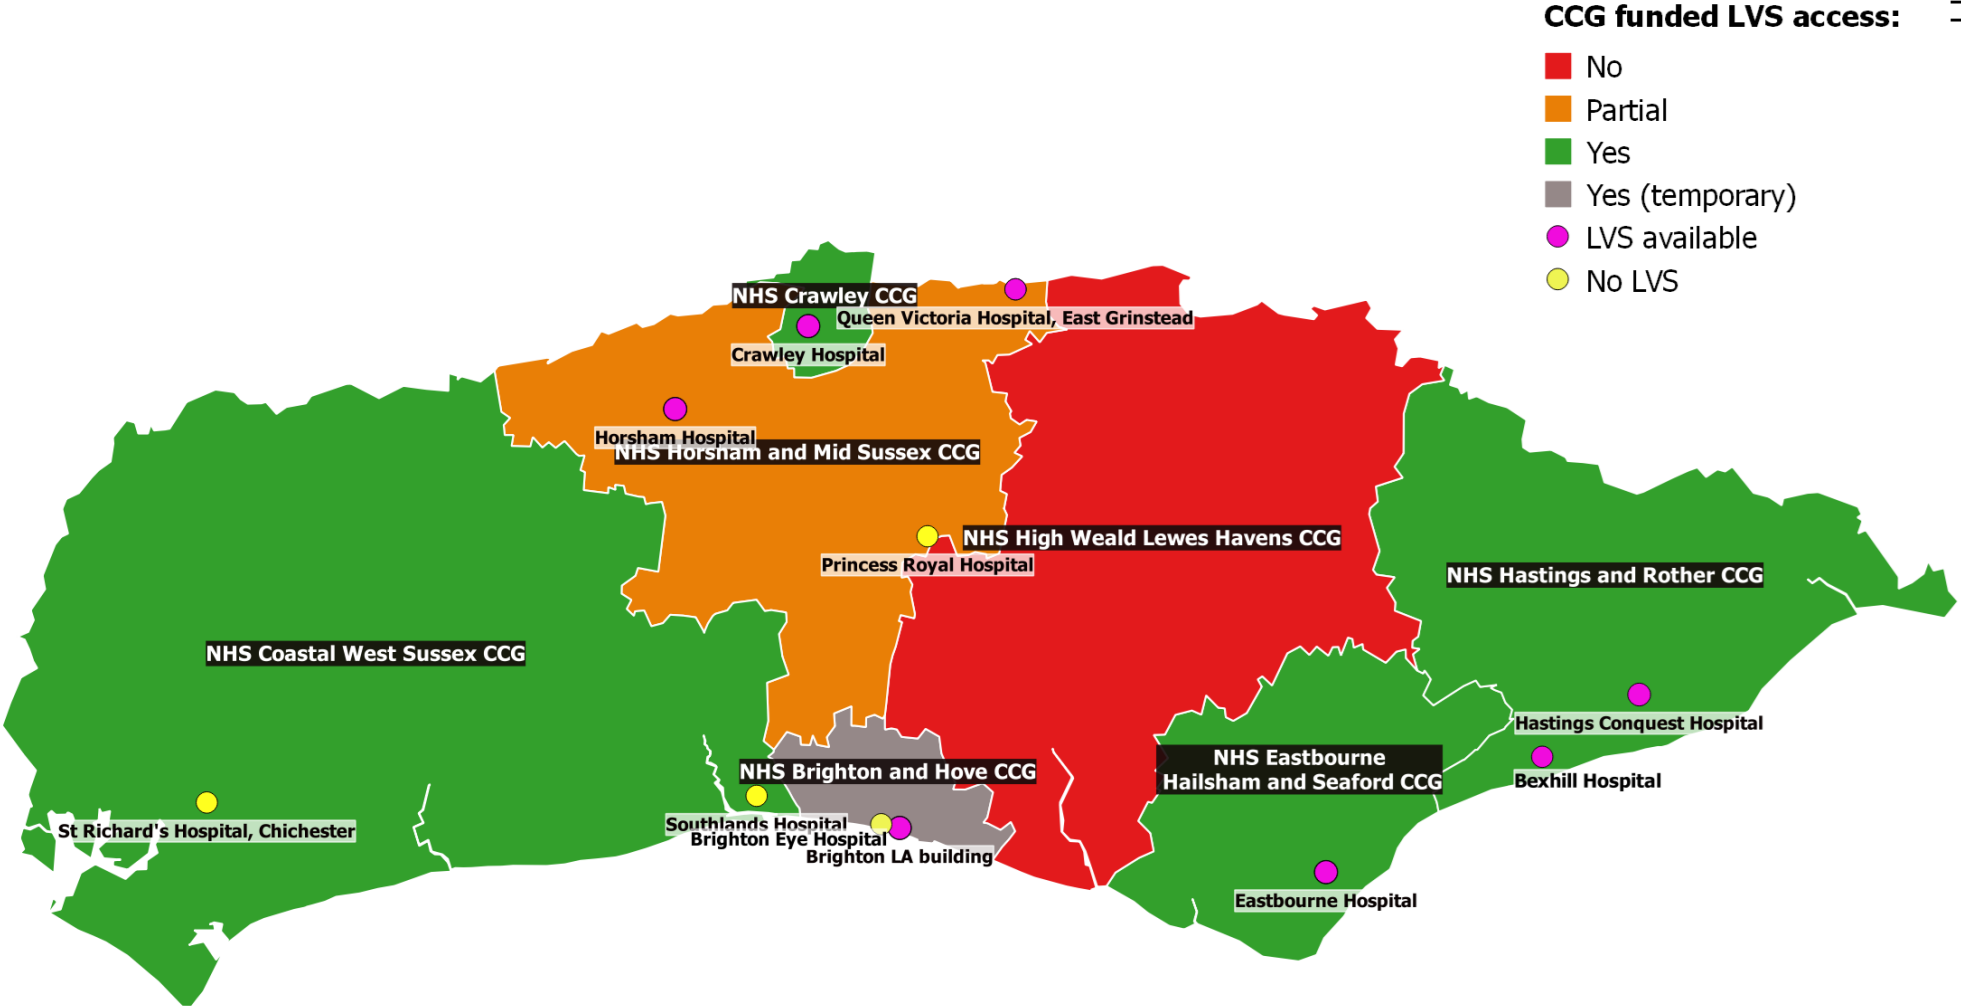 CCG funded LVS access:
No
Partial
Yes
Yes (temporary)
LVS available
No LVS
NHS Crawley CCG
Queen Victoria Hospital, East Grinstead
Crawley Hospital
Horsham Hospital
NHS Horsham and Mid Sussex CCG
NHS High Weald Lewes Havens CCG
Princess Royal Hospital
NHS Hastings and Rother CCG
NHS Coastal West Sussex CCG
Hastings Conquest Hospital
NHS Eastbourne
Hailsham and Seaford CCG
NHS Brighton and Hove CCG
Bexhill Hospital
Southlands Hospital
St Richard's Hospital, Chichester
Brighton Eye Hospital
Brighton LA building
Eastbourne Hospital